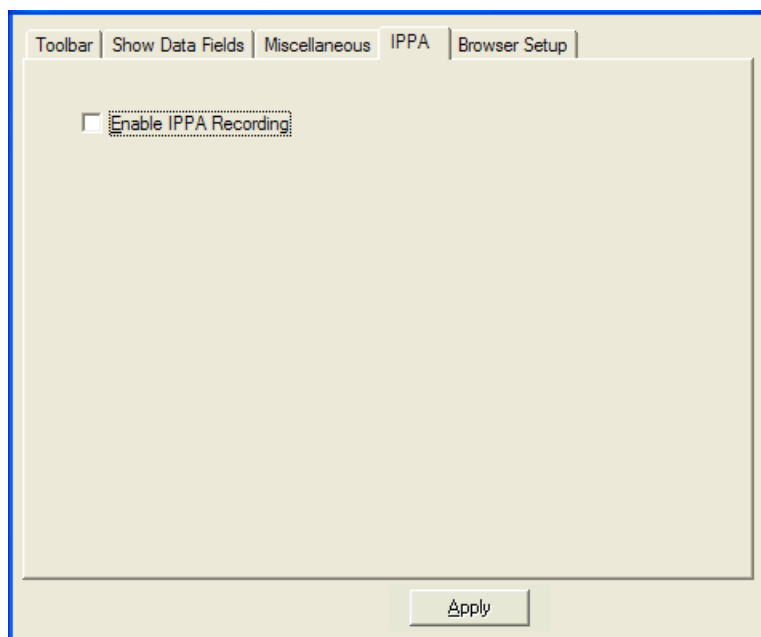 Toolbar Show Data Fields Miscellaneous IPPA Browser Setup
Enable IPPA Recording
Apply